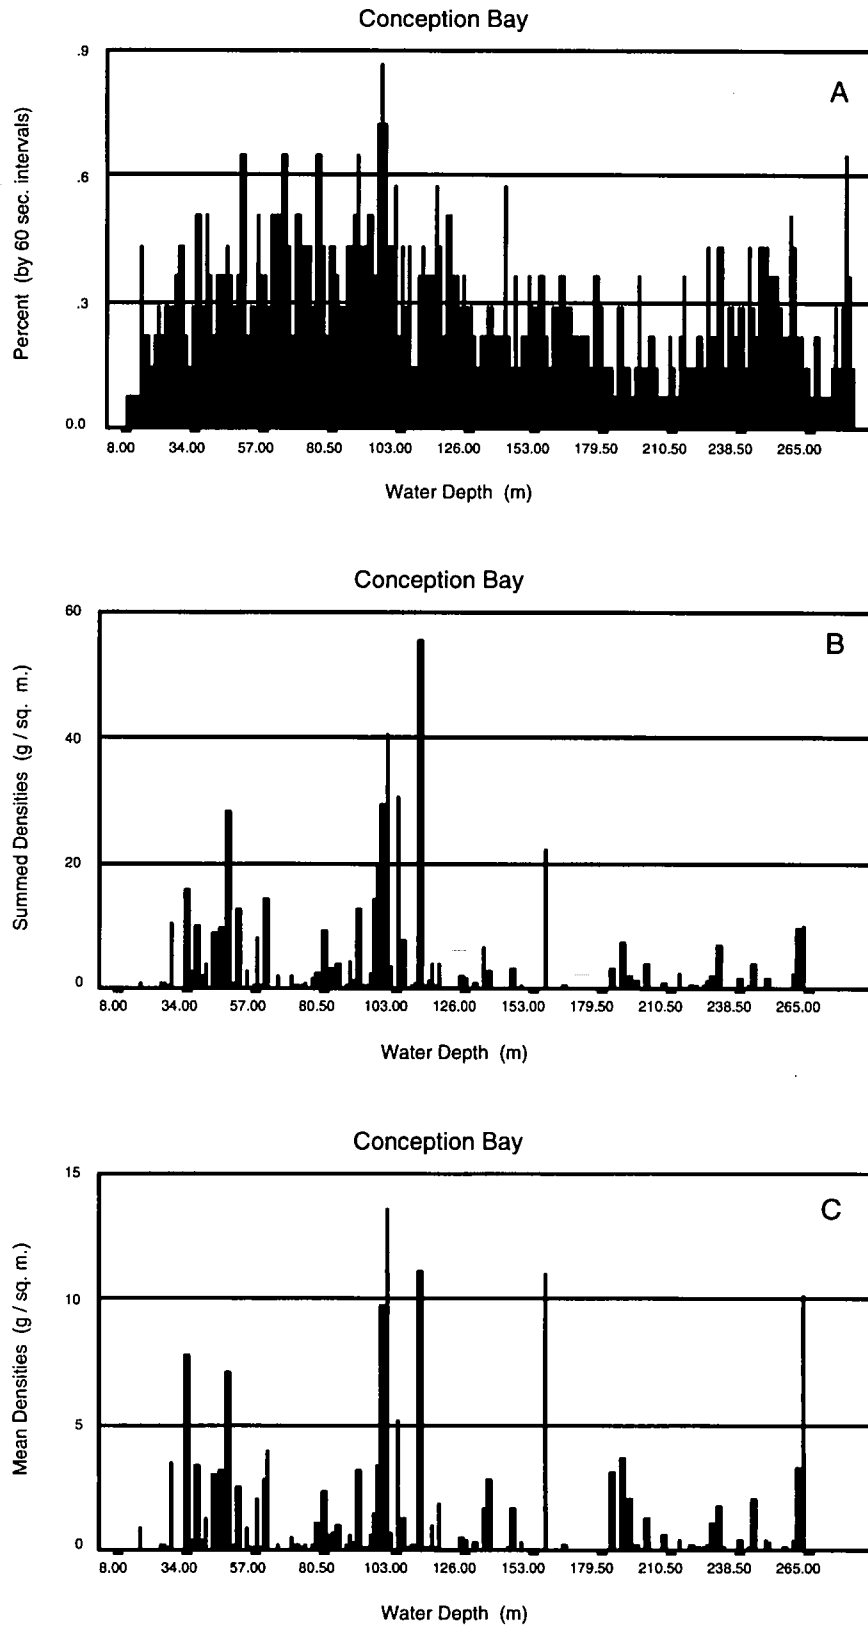 Conception Bay
A
Percent (by 60 sec. intervals)
.9
.6
.3
0.0
8.00 34.00 57.00 80.50 103.00 126.00 153.00 179.50 210.50 238.50 265.00
Water Depth (m)
Conception Bay
B
Summed Densities (g / sq. m.)
60
40
20
0
8.00 34.00 57.00 80.50 103.00 126.00 153.00 179.50 210.50 238.50 265.00
Water Depth (m)
Conception Bay
C
Mean Densities (g / sq. m.)
15
10
5
0
8.00 34.00 57.00 80.50 103.00 126.00 153.00 179.50 210.50 238.50 265.00
Water Depth (m)